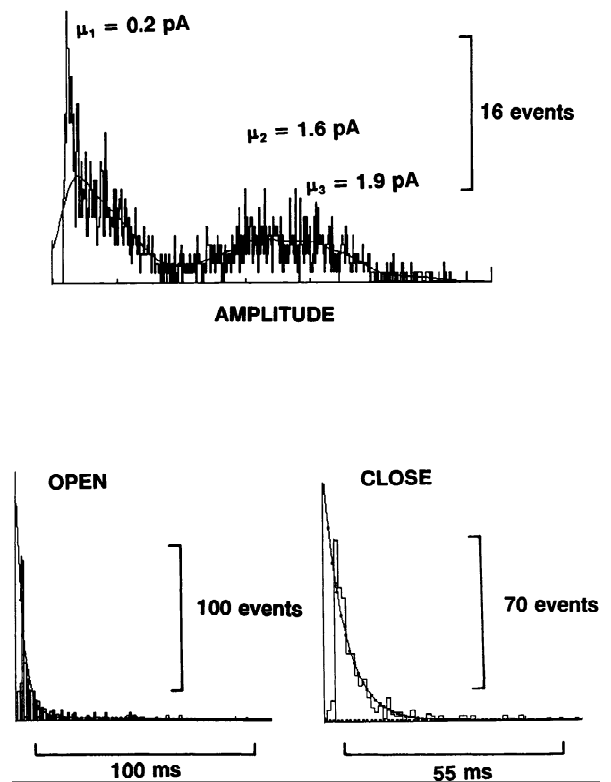 μ₁ = 0.2 pA
16 events
μ₂ = 1.6 pA
μ₃ = 1.9 pA
AMPLITUDE
OPEN
CLOSE
100 events
70 events
100 ms
55 ms